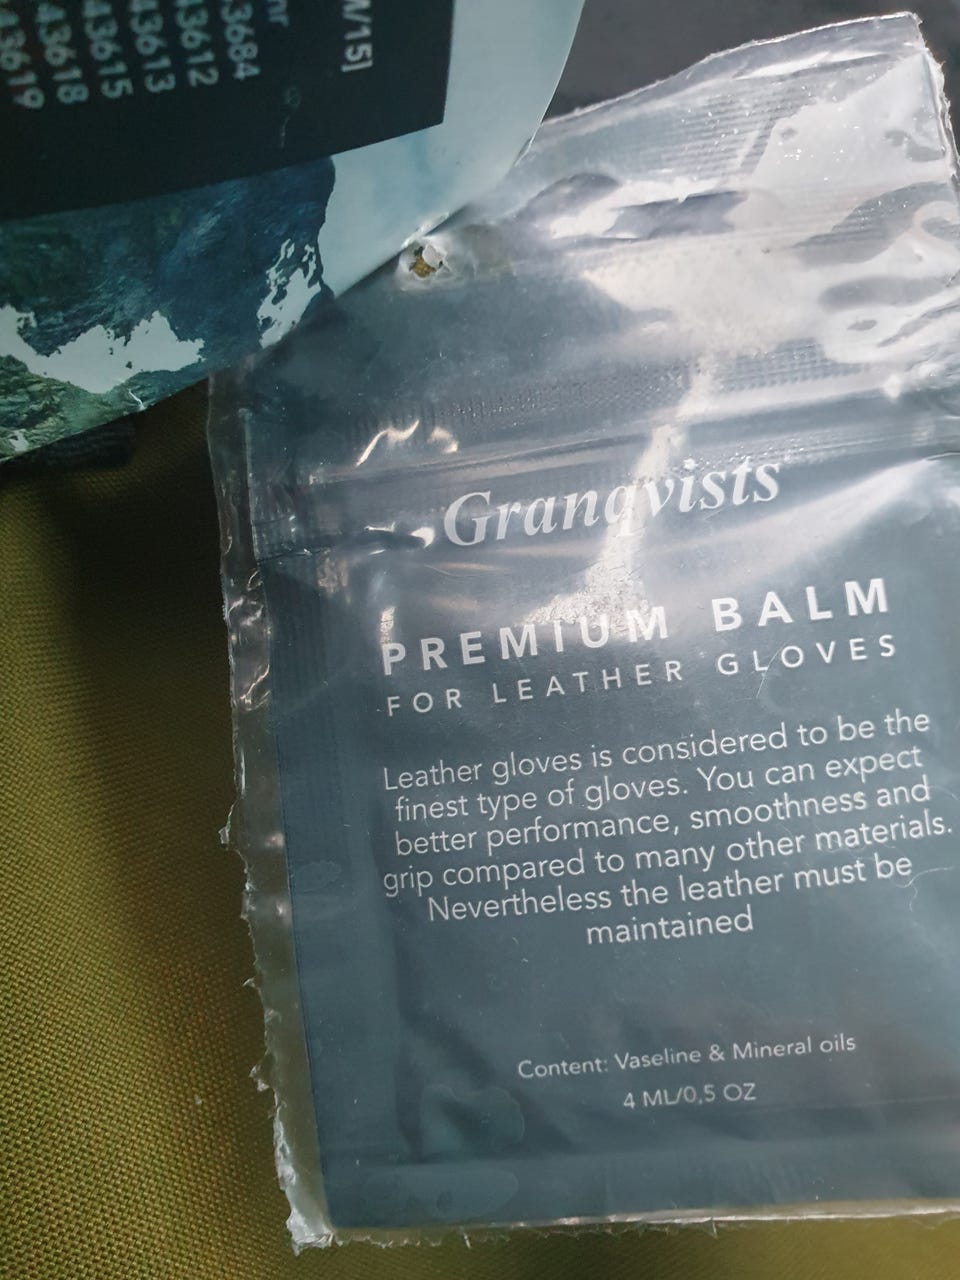 M/15]
nr
43684
43612
43613
43615
43618
43619
Granqvists
PREMIUM BALM
FOR LEATHER GLOVES
Leather gloves is considered to be the
finest type of gloves. You can expect
better performance, smoothness and
grip compared to many other materials.
Nevertheless the leather must be
maintained
Content: Vaseline & Mineral oils
4 ML/0,5 OZ